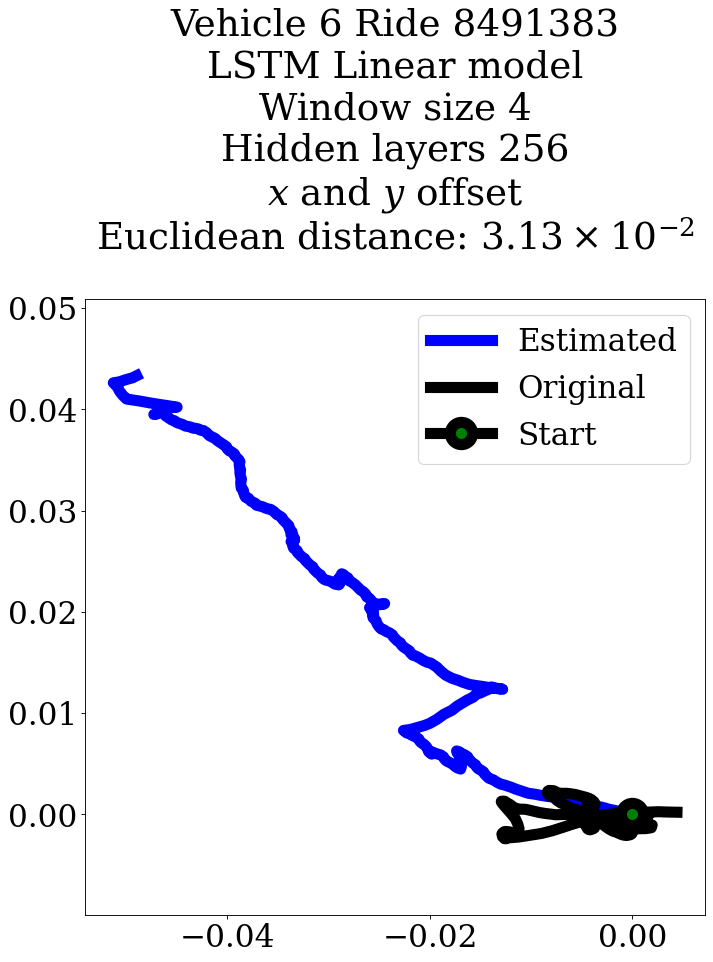 Vehicle 6 Ride 8491383
LSTM Linear model
Window size 4
Hidden layers 256
x and y offset
Euclidean distance: 3.13 × 10⁻²
0.05
0.04
0.03
0.02
0.01
0.00
Estimated
Original
Start
−0.04
−0.02
0.00